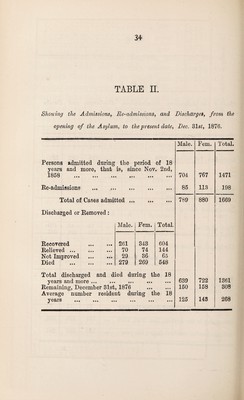 34
TABLE II.
Shewing the Admissions, Re-admissions, and Discharges, from the
opening of the Asylum, to the present date, Dec. 31st, 1876.
Male. Fem. Total.
Persons admitted during the period of 18
years and more, that is, since Nov. 2nd,
1858 ... ... ... ... ... ... ... 704 767 1471
Re-admissions ... ... ... ... ... 85 113 198
Total of Cases admitted ... ... ... 789 880 1669
Discharged or Removed :
Male. Fem. Total.
Recovered ... ... 261 343 604
Relieved ... ... ... 70 74 144
Not Improved ... ... 29 36 65
Died ... ... ... 279 269 548
Total discharged and died during the 18
years and more ... ... ... ... ... 639 722 1361
Remaining, December 31st, 1876 ... ... 150 158 308
Average number resident during the 18
years ... ... ... ... ... ... 125 143 268